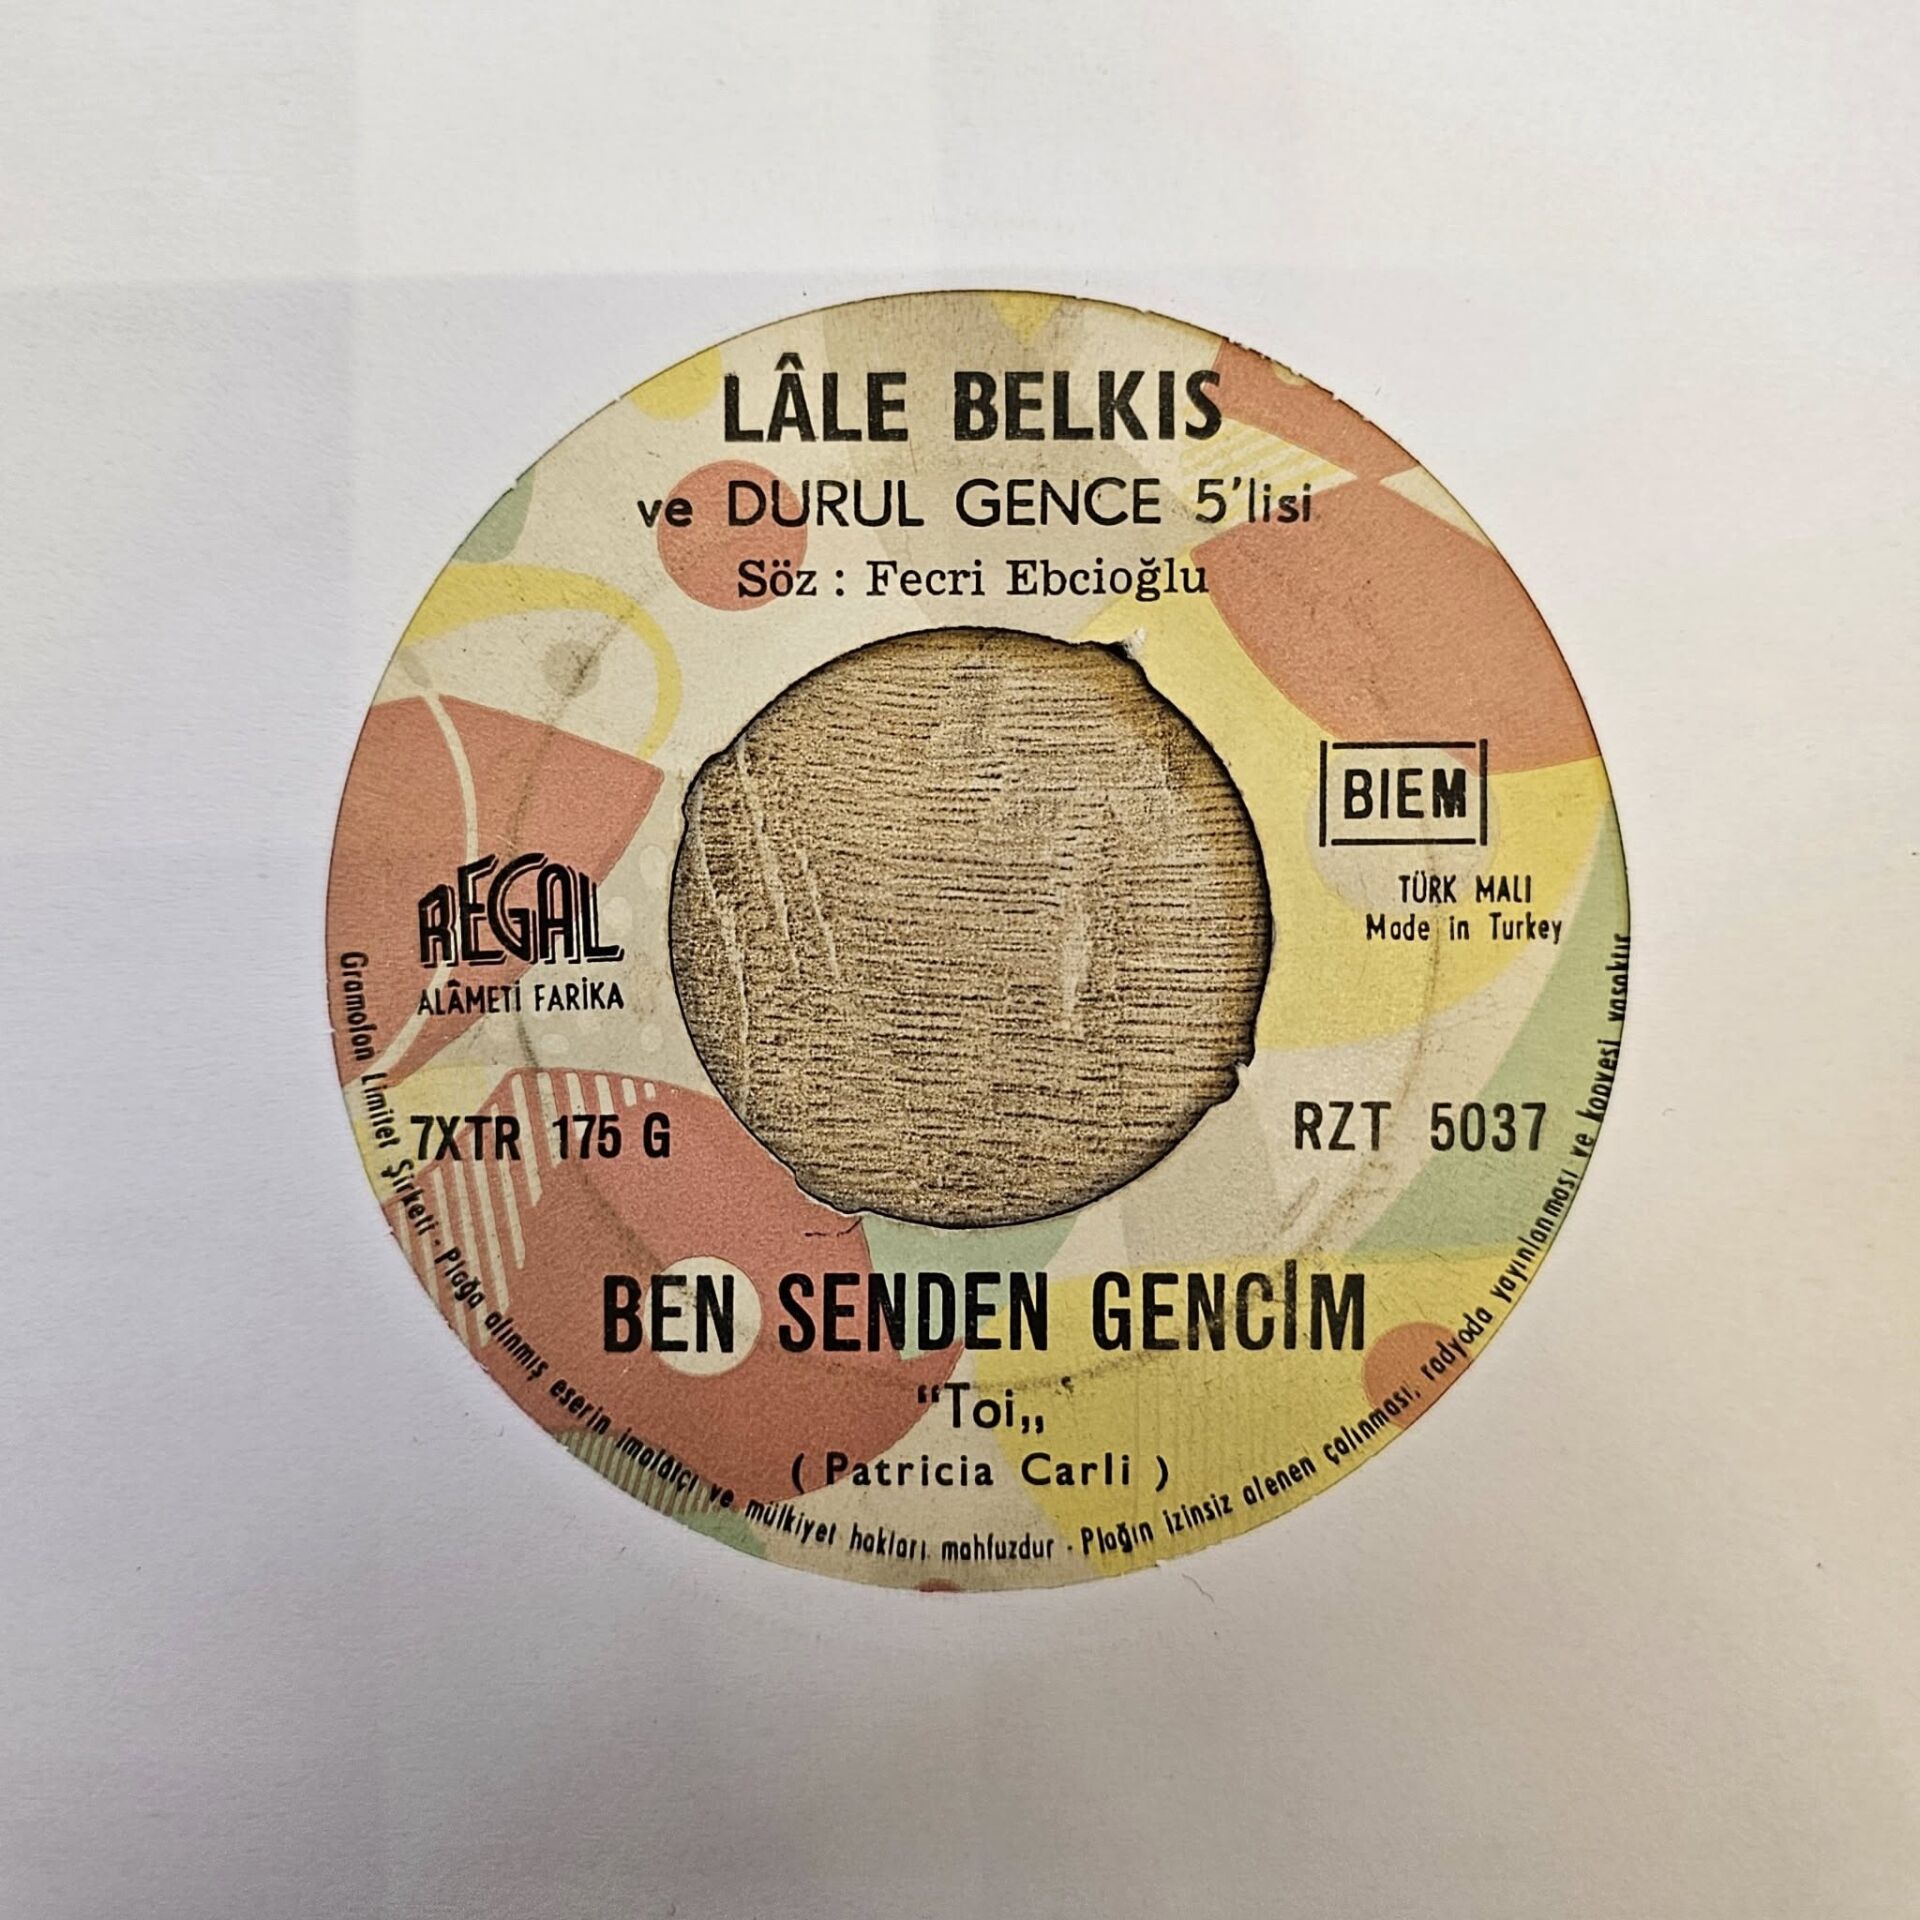 LÂLE BELKIS
ve DURUL GENCE 5'lisi
Söz : Fecri Ebcioğlu
BIEM
TÜRK MALI
Made in Turkey
REGAL
ALÂMETİ FARİKA
7XTR 175 G
RZT 5037
BEN SENDEN GENCİM
“Toi„
( Patricia Carli )
Gramofon Limitet Şirketi · Plağa alınmış eserin imalâtçı ve mülkiyet hakları mahfuzdur · Plağın izinsiz alenen çalınması, radyoda yayınlanması ve kopyesi yasaktır